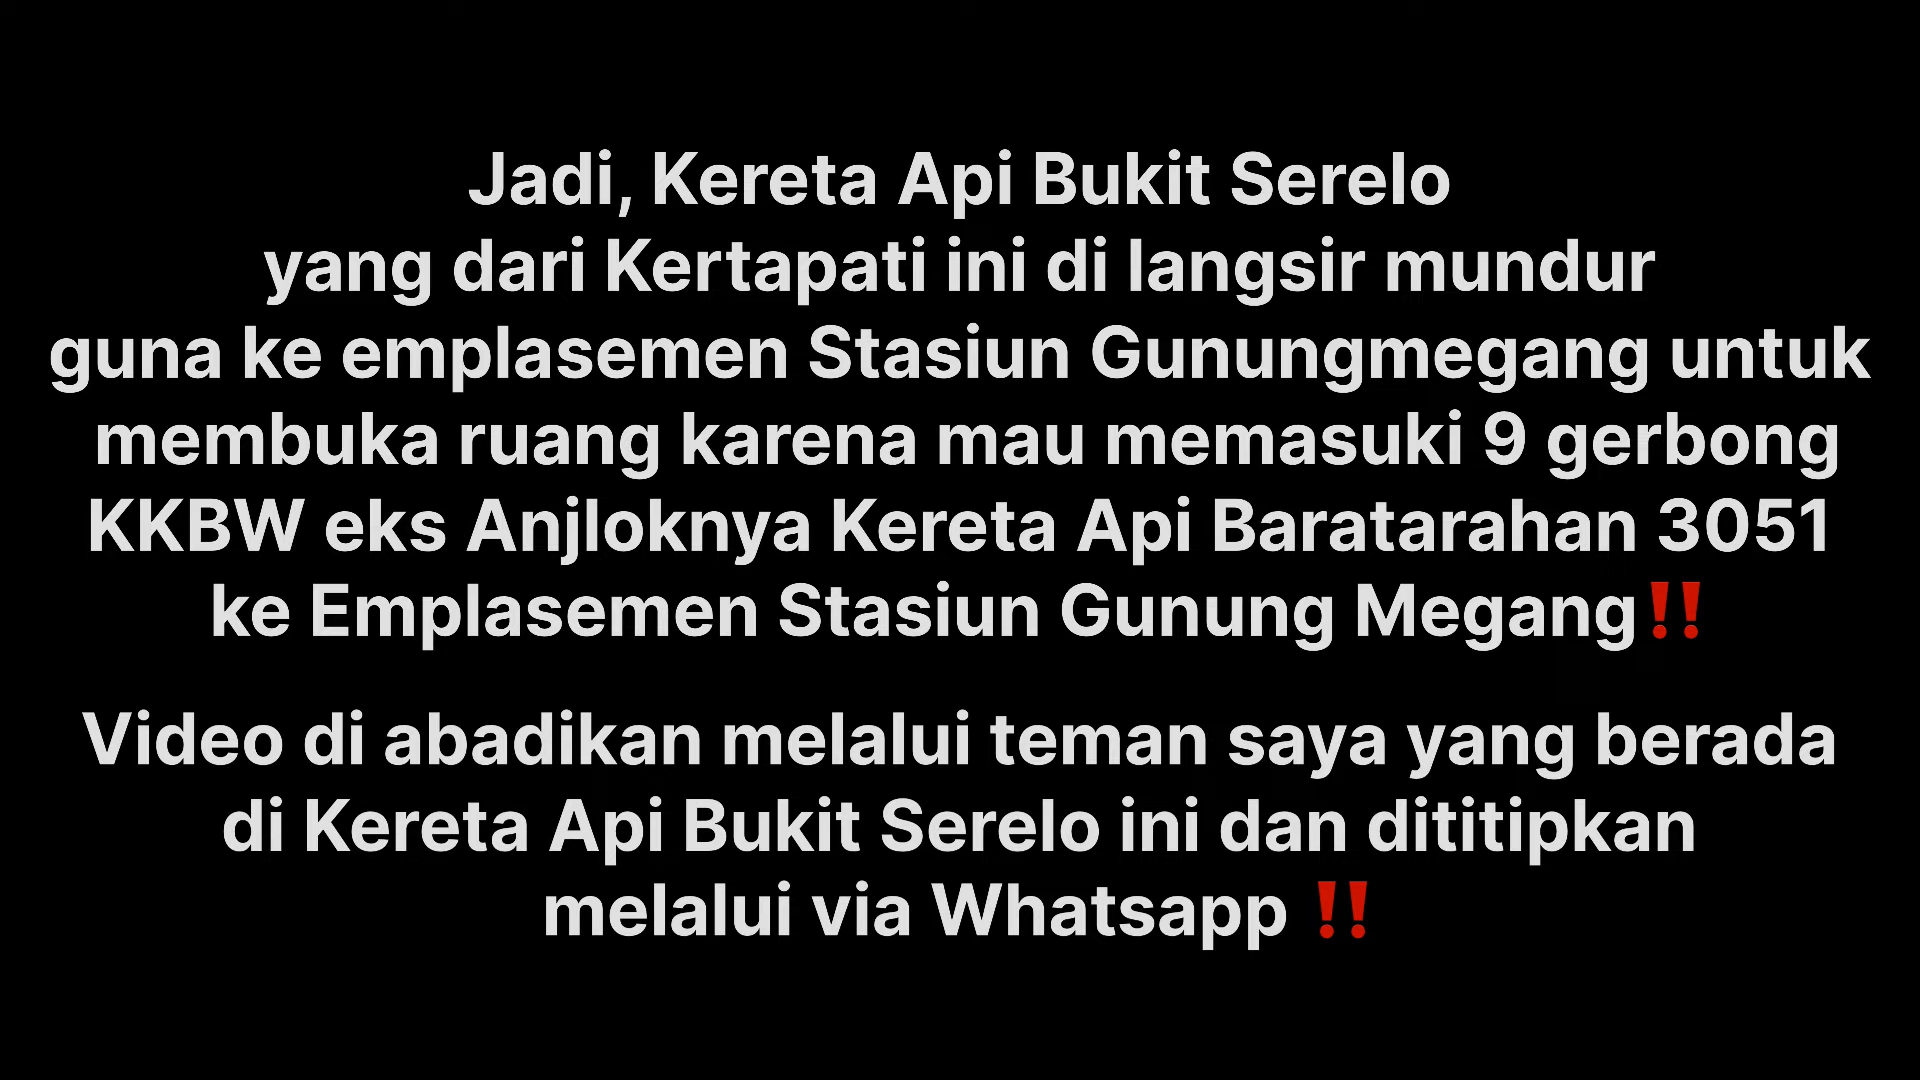 Jadi, Kereta Api Bukit Serelo
yang dari Kertapati ini di langsir mundur
guna ke emplasemen Stasiun Gunungmegang untuk
membuka ruang karena mau memasuki 9 gerbong
KKBW eks Anjloknya Kereta Api Baratarahan 3051
ke Emplasemen Stasiun Gunung Megang‼️
Video di abadikan melalui teman saya yang berada
di Kereta Api Bukit Serelo ini dan dititipkan
melalui via Whatsapp ‼️